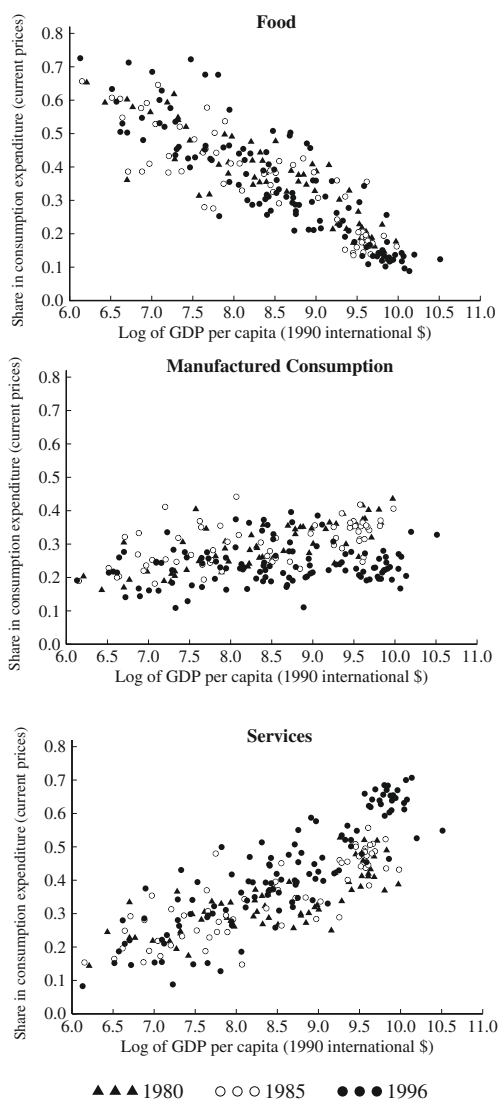 Food
Share in consumption expenditure (current prices)
0.8
0.7
0.6
0.5
0.4
0.3
0.2
0.1
0.0
6.0 6.5 7.0 7.5 8.0 8.5 9.0 9.5 10.0 10.5 11.0
Log of GDP per capita (1990 international $)
Manufactured Consumption
Share in consumption expenditure (current prices)
0.8
0.7
0.6
0.5
0.4
0.3
0.2
0.1
0.0
6.0 6.5 7.0 7.5 8.0 8.5 9.0 9.5 10.0 10.5 11.0
Log of GDP per capita (1990 international $)
Services
Share in consumption expenditure (current prices)
0.8
0.7
0.6
0.5
0.4
0.3
0.2
0.1
0.0
6.0 6.5 7.0 7.5 8.0 8.5 9.0 9.5 10.0 10.5 11.0
Log of GDP per capita (1990 international $)
1980 1985 1996